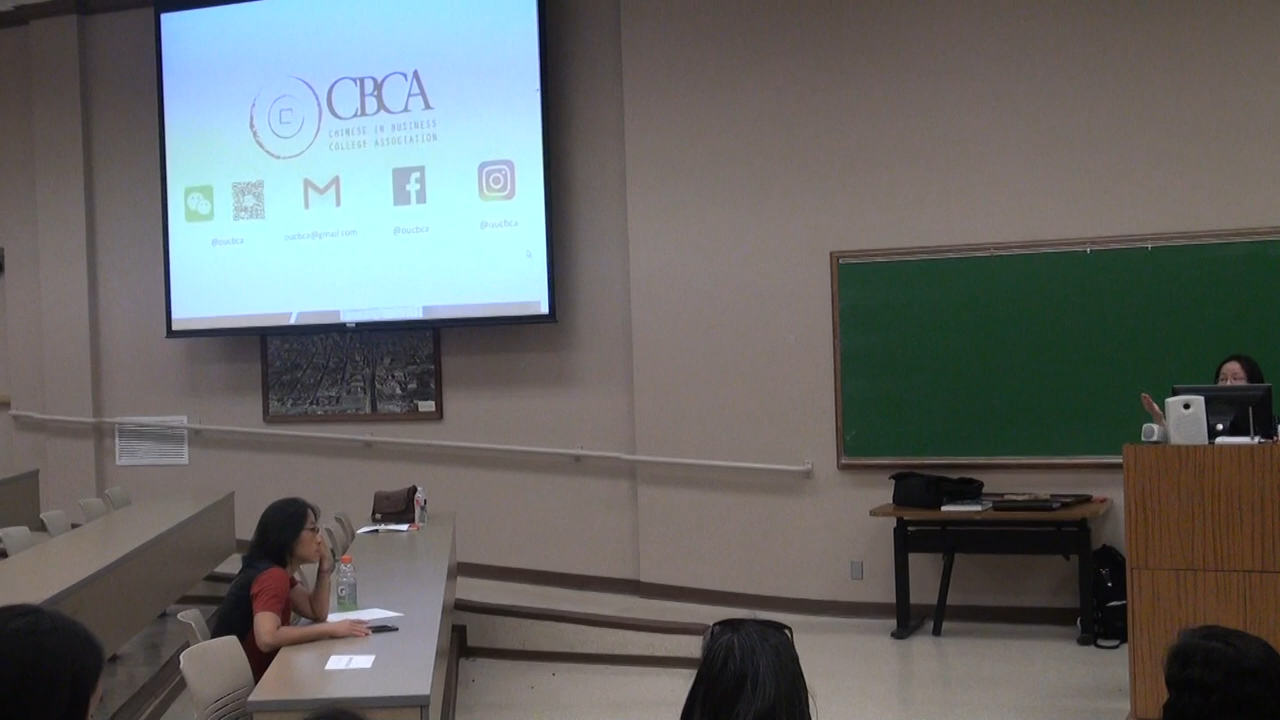 CBCA
CHINESE IN BUSINESS
COLLEGE ASSOCIATION
@oucbca
oucbca@gmail.com
@oucbca
@oucbca